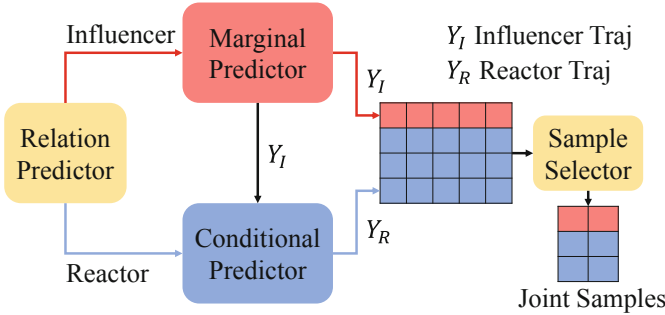 Influencer
Marginal
Predictor
Y_I Influencer Traj
Y_R Reactor Traj
Y_I
Relation
Predictor
Y_I
Sample
Selector
Conditional
Predictor
Y_R
Reactor
Joint Samples